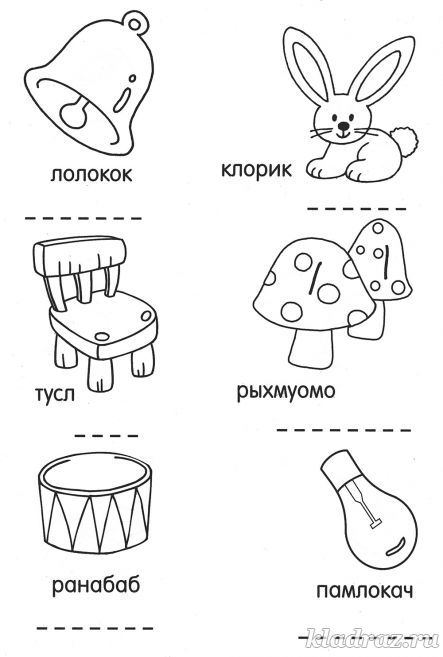 лолокок
клорик
тусл
рыхмуомо
ранабаб
памлокач
kladraz.ru